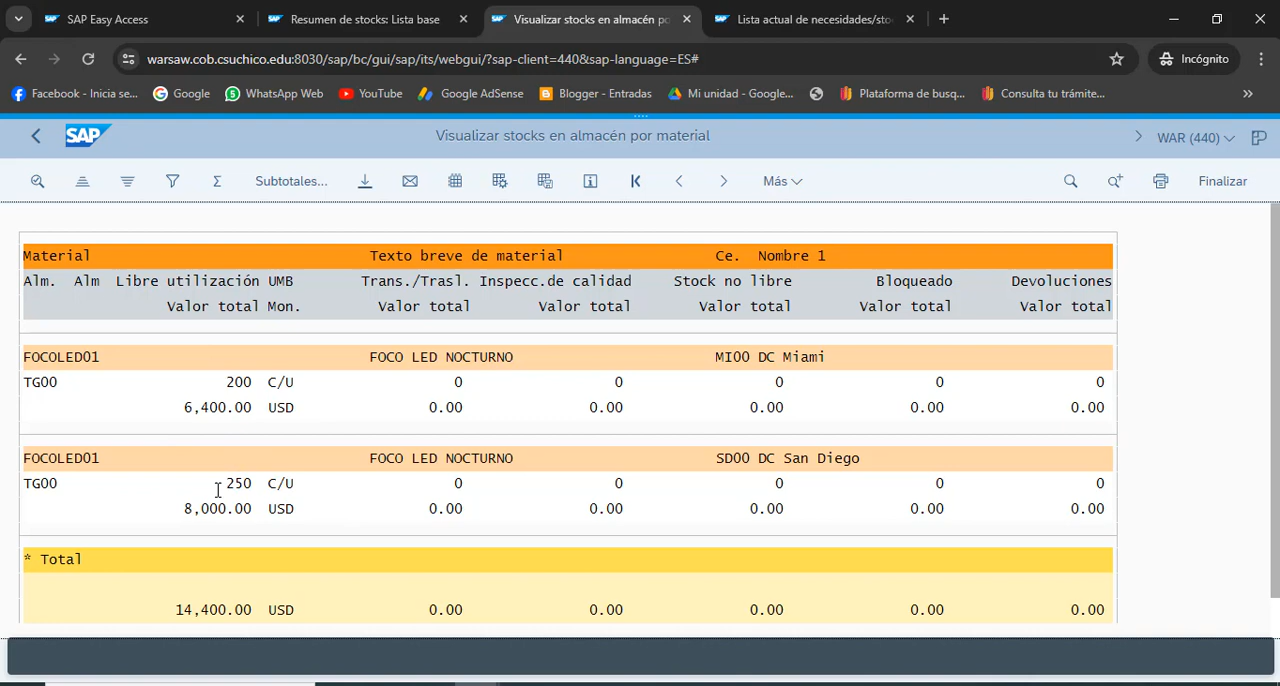 SAP Easy Access
Resumen de stocks: Lista base
Visualizar stocks en almacén po
Lista actual de necesidades/sto
warsaw.cob.csuchico.edu:8030/sap/bc/gui/sap/its/webgui/?sap-client=440&sap-language=ES#
Incógnito
Facebook - Inicia se...
Google
WhatsApp Web
YouTube
Google AdSense
Blogger - Entradas
Mi unidad - Google...
Plataforma de busq...
Consulta tu trámite...
SAP
Visualizar stocks en almacén por material
WAR (440)
Subtotales...
Más
Finalizar
Material Texto breve de material Ce. Nombre 1
Alm. Alm Libre utilización UMB Trans./Trasl. Inspecc.de calidad Stock no libre Bloqueado Devoluciones
Valor total Mon. Valor total Valor total Valor total Valor total Valor total
FOCOLED01 FOCO LED NOCTURNO MI00 DC Miami
TG00 200 C/U 0 0 0 0 0
6,400.00 USD 0.00 0.00 0.00 0.00 0.00
FOCOLED01 FOCO LED NOCTURNO SD00 DC San Diego
TG00 250 C/U 0 0 0 0 0
8,000.00 USD 0.00 0.00 0.00 0.00 0.00
* Total
14,400.00 USD 0.00 0.00 0.00 0.00 0.00